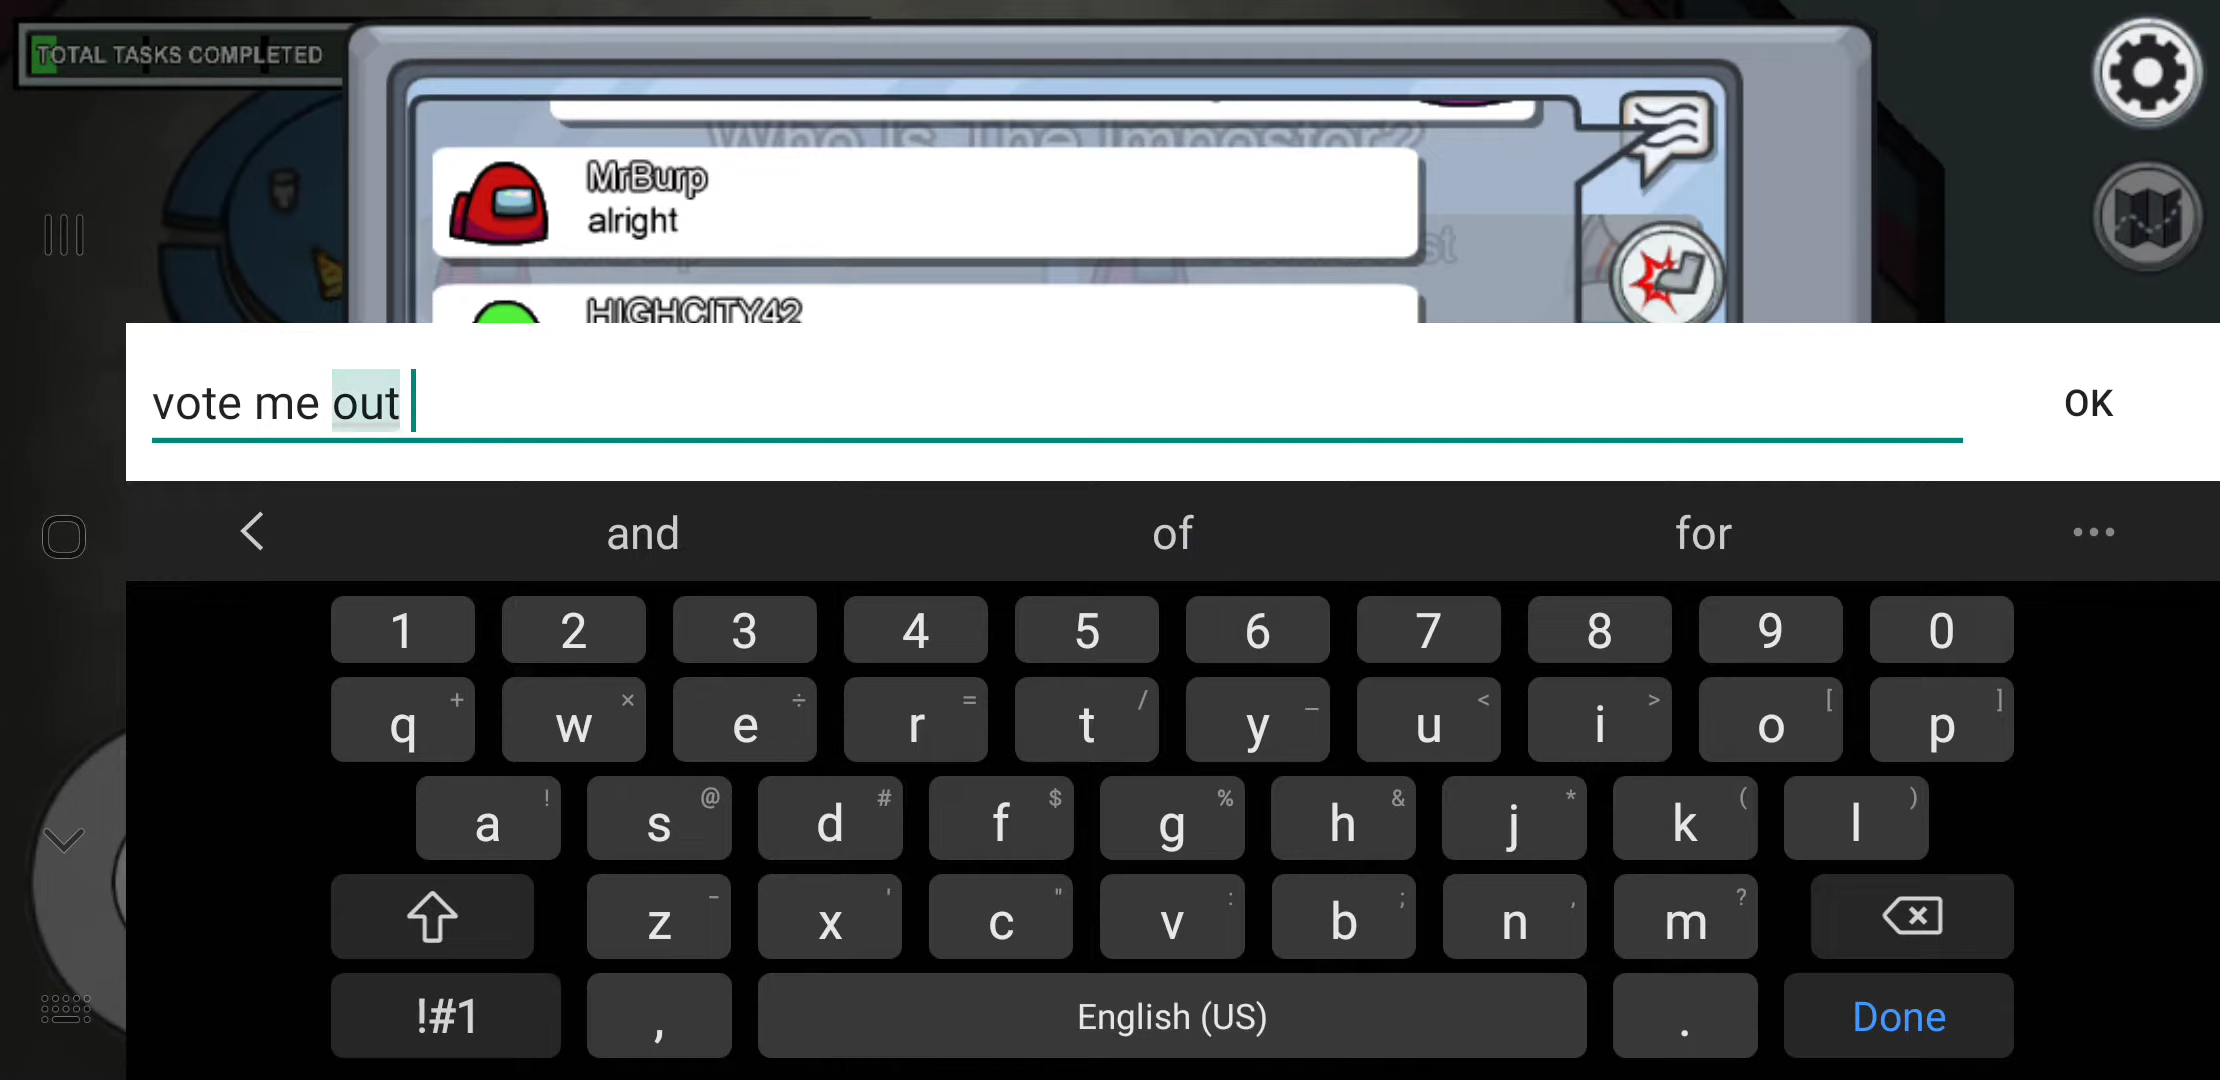 TOTAL TASKS COMPLETED
Who Is The Impostor?
MrBurp
alright
st
HIGHCITY42
vote me out
OK
and of for ...
1 2 3 4 5 6 7 8 9 0
+ × ÷ = / _ < > [ ]
q w e r t y u i o p
! @ # $ % & * ( )
a s d f g h j k l
- ' " : ; , ?
z x c v b n m
!#1 , English (US) . Done